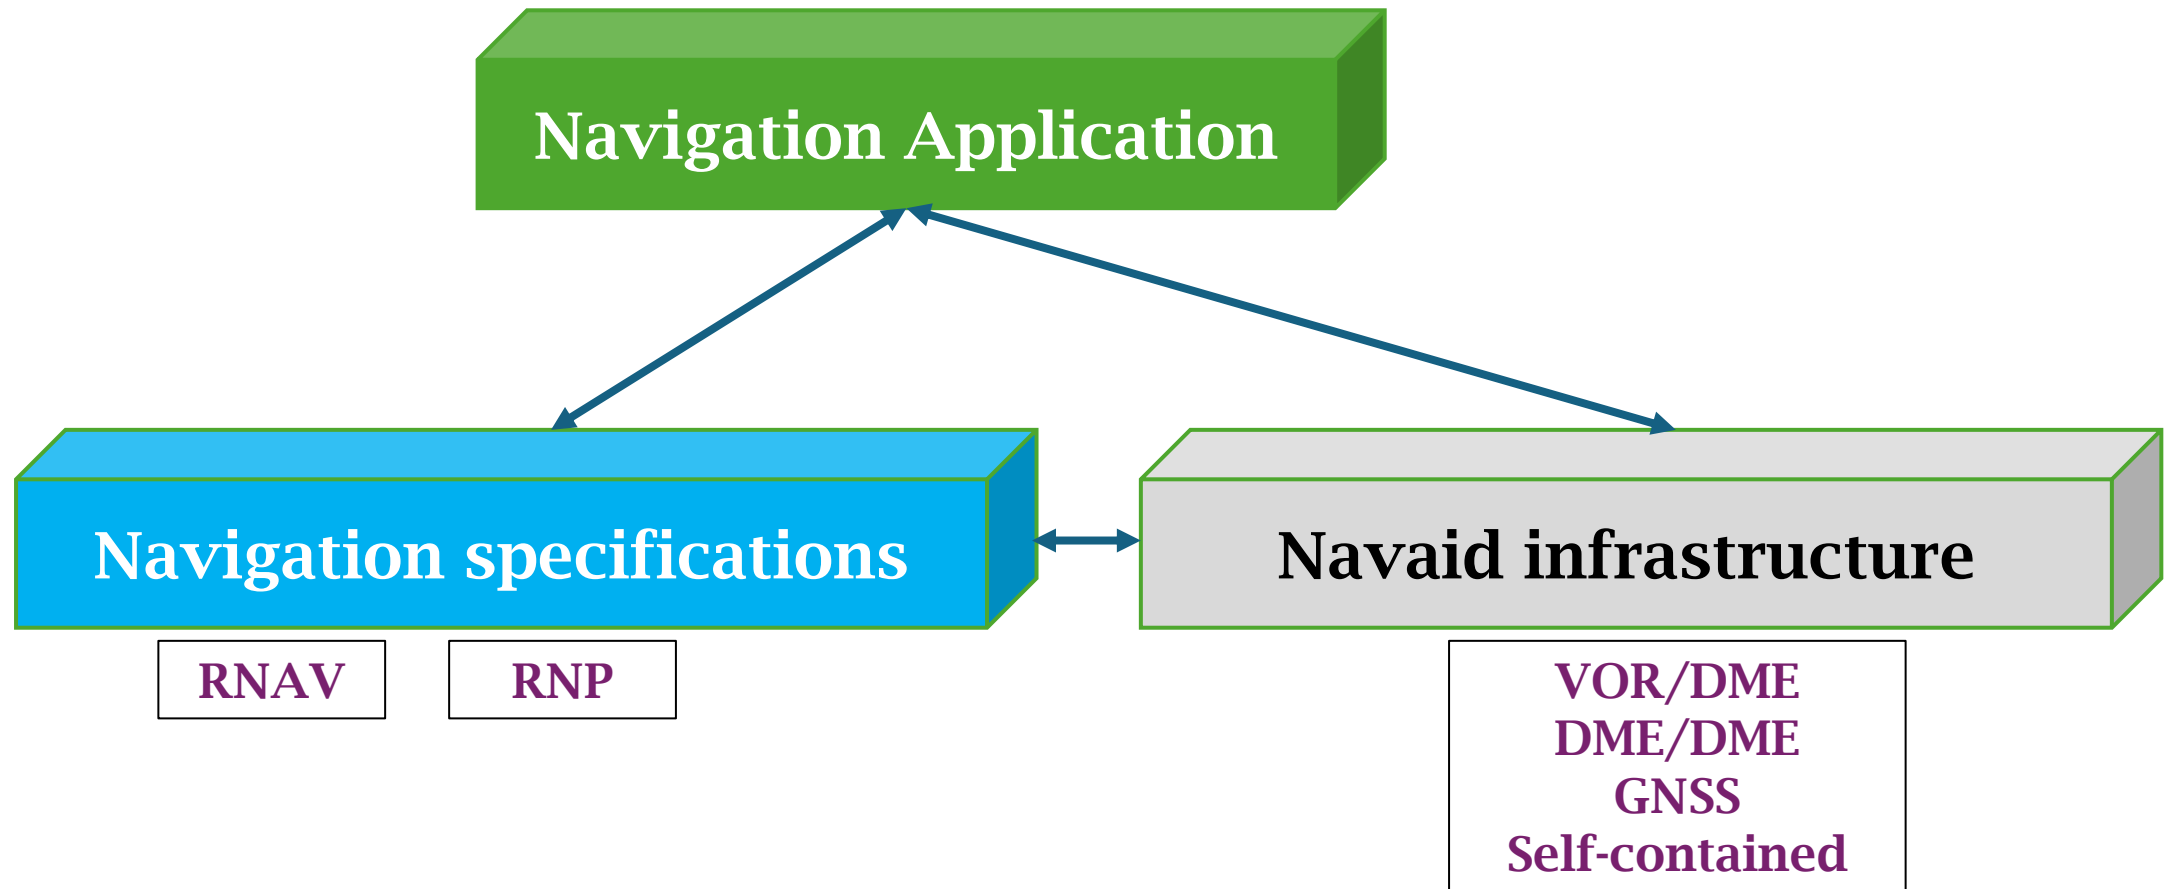 Navigation Application
Navigation specifications
Navaid infrastructure
RNAV
RNP
VOR/DME
DME/DME
GNSS
Self-contained